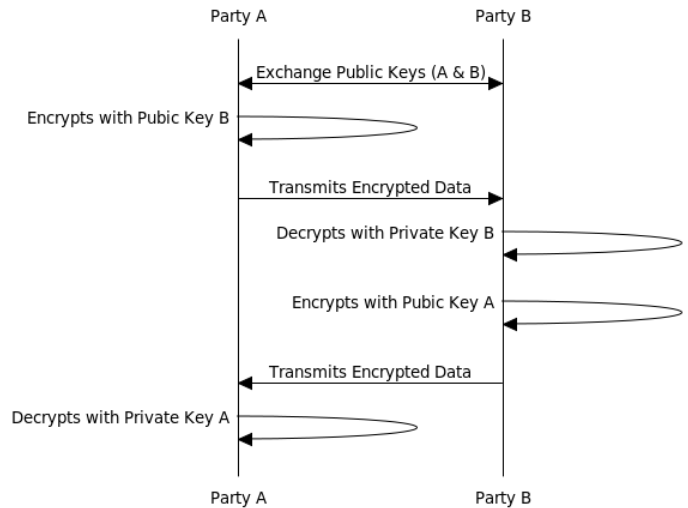 Party A
Party B
Exchange Public Keys (A & B)
Encrypts with Pubic Key B
Transmits Encrypted Data
Decrypts with Private Key B
Encrypts with Pubic Key A
Transmits Encrypted Data
Decrypts with Private Key A
Party A
Party B